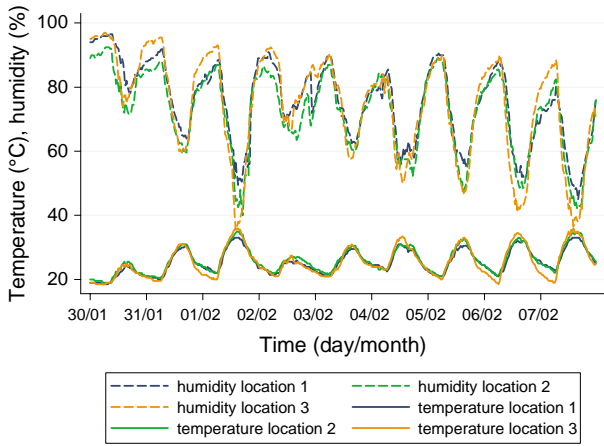 Temperature (°C), humidity (%)
100
80
60
40
20
30/01 31/01 01/02 02/02 03/02 04/02 05/02 06/02 07/02
Time (day/month)
humidity location 1 humidity location 2
humidity location 3 temperature location 1
temperature location 2 temperature location 3